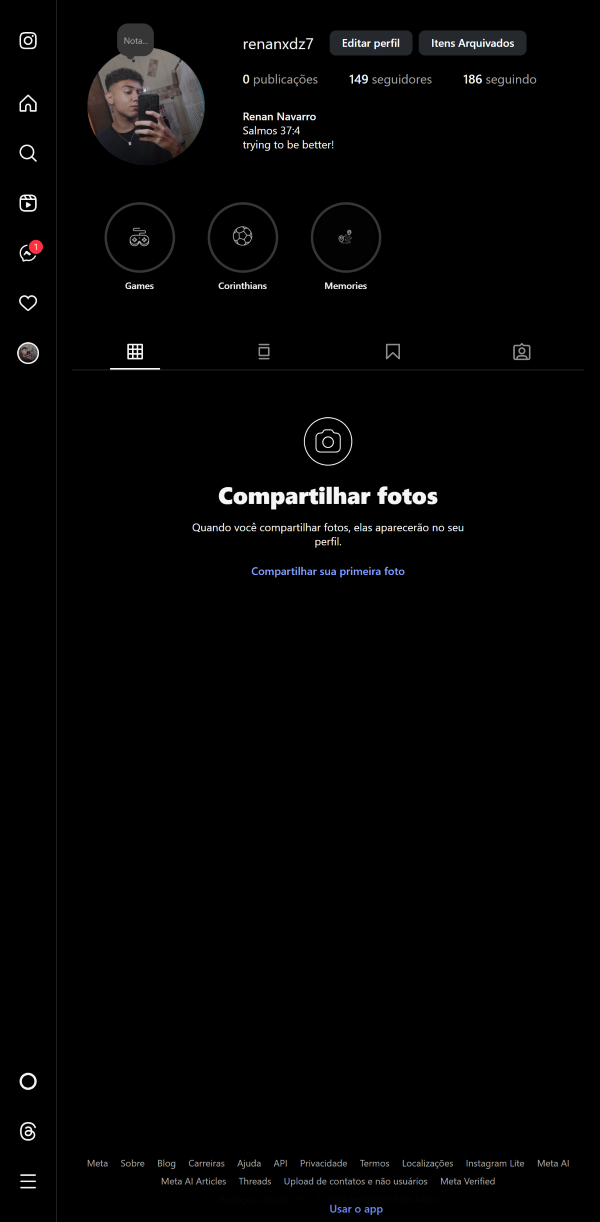 Nota...
renanxdz7 Editar perfil Itens Arquivados
0 publicações 149 seguidores 186 seguindo
Renan Navarro
Salmos 37:4
trying to be better!
1
Games Corinthians Memories
Compartilhar fotos
Quando você compartilhar fotos, elas aparecerão no seu
perfil.
Compartilhar sua primeira foto
Meta Sobre Blog Carreiras Ajuda API Privacidade Termos Localizações Instagram Lite Meta AI
Meta AI Articles Threads Upload de contatos e não usuários Meta Verified
Usar o app